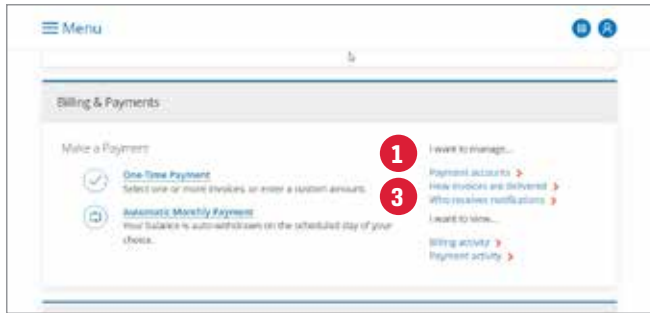 Menu
Billing & Payments
Make a Payment
One-Time Payment
Select one or more invoices, or enter a custom amount.
Automatic Monthly Payment
Your balance is auto-withdrawn on the scheduled day of your
choice.
1
I want to manage...
Payment accounts >
How invoices are delivered >
3
Who receives notifications >
I want to view...
Billing activity >
Payment activity >